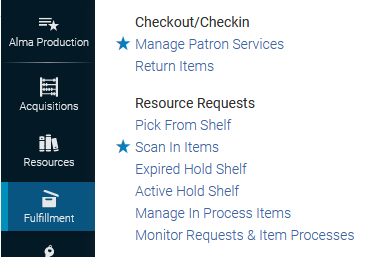 Alma Production
Acquisitions
Resources
Fulfillment
Checkout/Checkin
Manage Patron Services
Return Items
Resource Requests
Pick From Shelf
Scan In Items
Expired Hold Shelf
Active Hold Shelf
Manage In Process Items
Monitor Requests & Item Processes